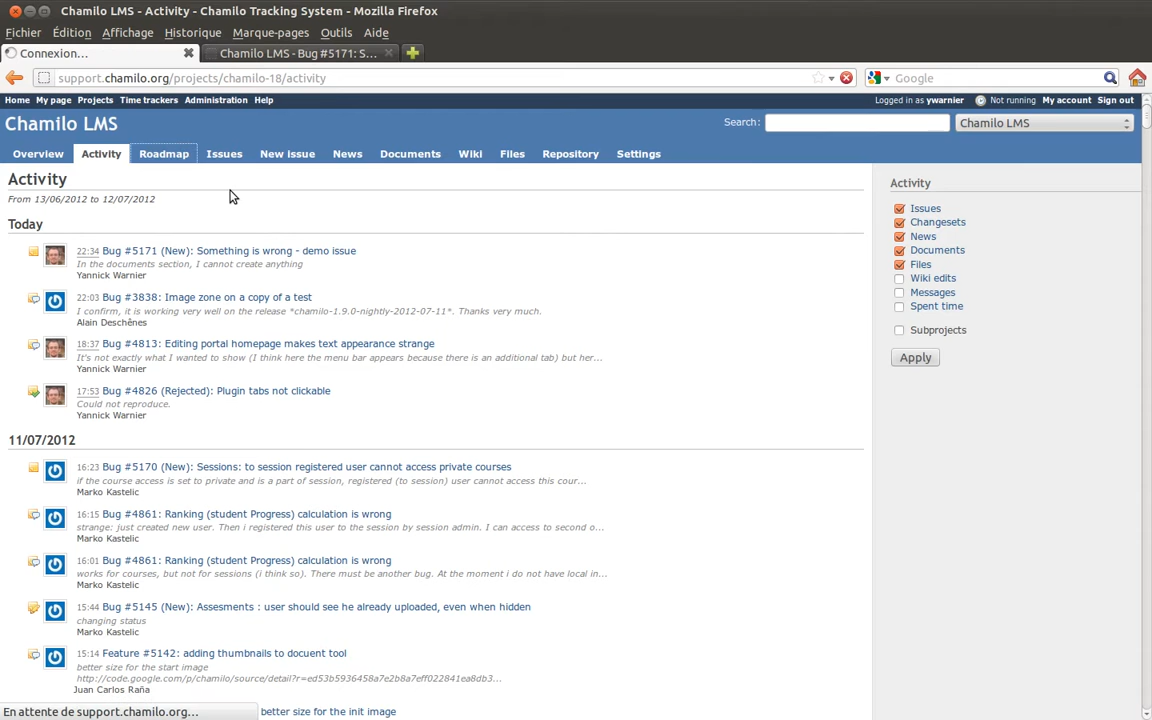 Chamilo LMS - Activity - Chamilo Tracking System - Mozilla Firefox
Fichier Édition Affichage Historique Marque-pages Outils Aide
Connexion... Chamilo LMS - Bug #5171: S...
support.chamilo.org/projects/chamilo-18/activity Google
Home My page Projects Time trackers Administration Help Logged in as ywarnier Not running My account Sign out
Chamilo LMS Search: Chamilo LMS
Overview Activity Roadmap Issues New issue News Documents Wiki Files Repository Settings
Activity
From 13/06/2012 to 12/07/2012
Today
22:34 Bug #5171 (New): Something is wrong - demo issue
In the documents section, I cannot create anything
Yannick Warnier
22:03 Bug #3838: Image zone on a copy of a test
I confirm, it is working very well on the release *chamilo-1.9.0-nightly-2012-07-11*. Thanks very much.
Alain Deschênes
18:37 Bug #4813: Editing portal homepage makes text appearance strange
It's not exactly what I wanted to show (I think here the menu bar appears because there is an additional tab) but her...
Yannick Warnier
17:53 Bug #4826 (Rejected): Plugin tabs not clickable
Could not reproduce.
Yannick Warnier
11/07/2012
16:23 Bug #5170 (New): Sessions: to session registered user cannot access private courses
if the course access is set to private and is a part of session, registered (to session) user cannot access this cour...
Marko Kastelic
16:15 Bug #4861: Ranking (student Progress) calculation is wrong
strange: just created new user. Then i registered this user to the session by session admin. I can access to second o...
Marko Kastelic
16:01 Bug #4861: Ranking (student Progress) calculation is wrong
works for courses, but not for sessions (i think so). There must be another bug. At the moment i do not have local in...
Marko Kastelic
15:44 Bug #5145 (New): Assesments : user should see he already uploaded, even when hidden
changing status
Marko Kastelic
15:14 Feature #5142: adding thumbnails to docuent tool
better size for the start image
http://code.google.com/p/chamilo/source/detail?r=ed53b5936458a7e2b8a7eff022841ea8db3...
Juan Carlos Raña
better size for the init image
En attente de support.chamilo.org...
Activity
Issues
Changesets
News
Documents
Files
Wiki edits
Messages
Spent time
Subprojects
Apply